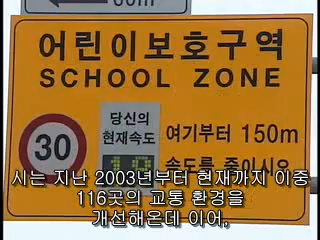 60m
어린이보호구역
SCHOOL ZONE
30
당신의
현재속도
19
여기부터 150m
속도를 줄이시오
시는 지난 2003년부터 현재까지 이중
116곳의 교통 환경을
개선해온데 이어,